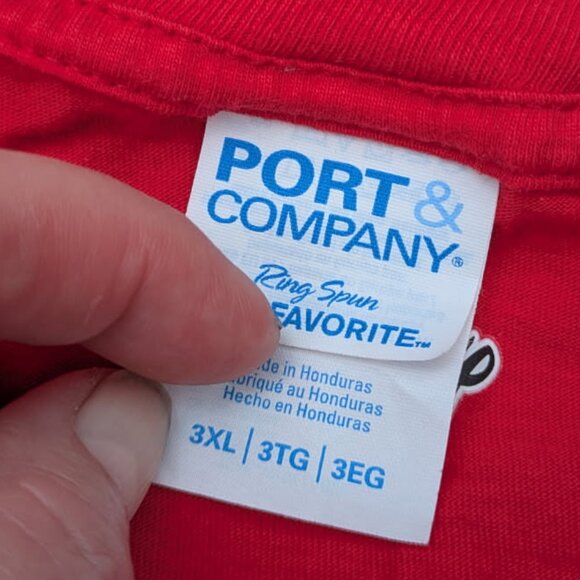 PORT &
COMPANY®
Ring Spun
FAVORITE™
in Honduras
au Honduras
Hecho en Honduras
3XL | 3TG | 3EG